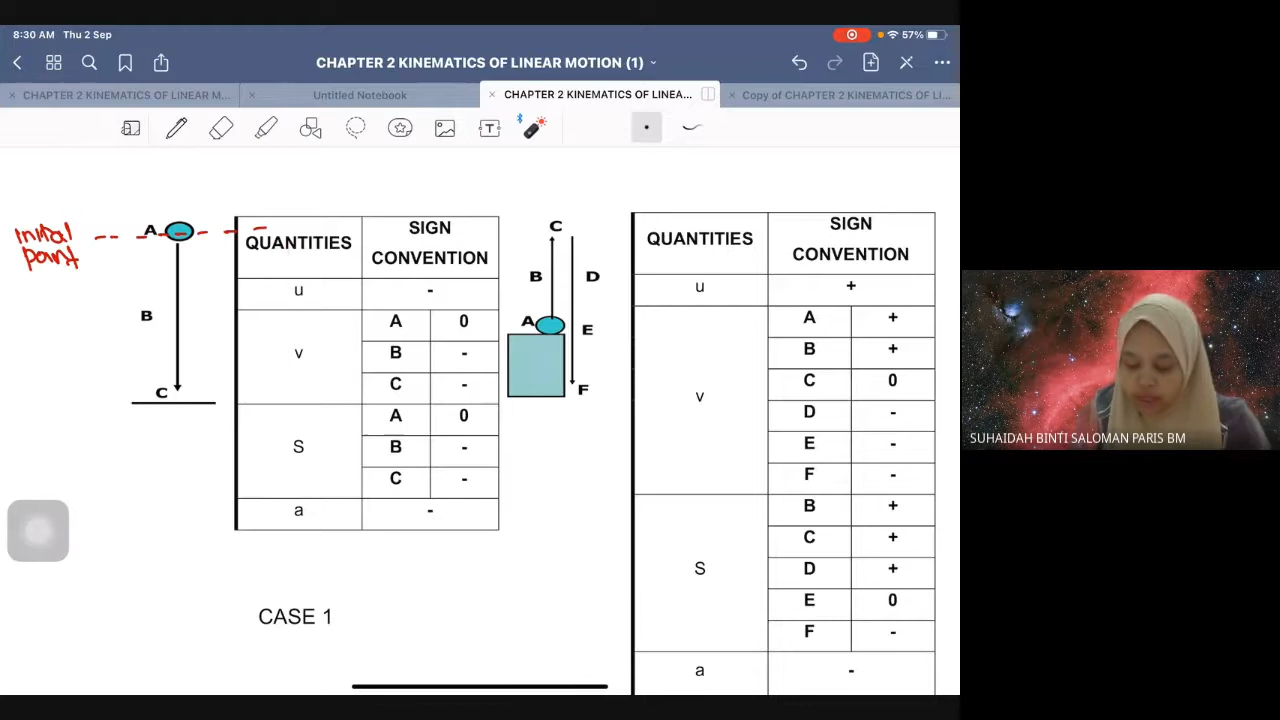 8:30 AM Thu 2 Sep
57%
CHAPTER 2 KINEMATICS OF LINEAR MOTION (1)
CHAPTER 2 KINEMATICS OF LINEAR M...
Untitled Notebook
CHAPTER 2 KINEMATICS OF LINEA...
Copy of CHAPTER 2 KINEMATICS OF LI...
T
Initial
point
A
B
C
QUANTITIES SIGN CONVENTION
u -
v A 0
B -
C -
S A 0
B -
C -
a -
CASE 1
C
B D
A E
F
QUANTITIES SIGN CONVENTION
u +
v A +
B +
C 0
D -
E -
F -
S B +
C +
D +
E 0
F -
a -
SUHAIDAH BINTI SALOMAN PARIS BM